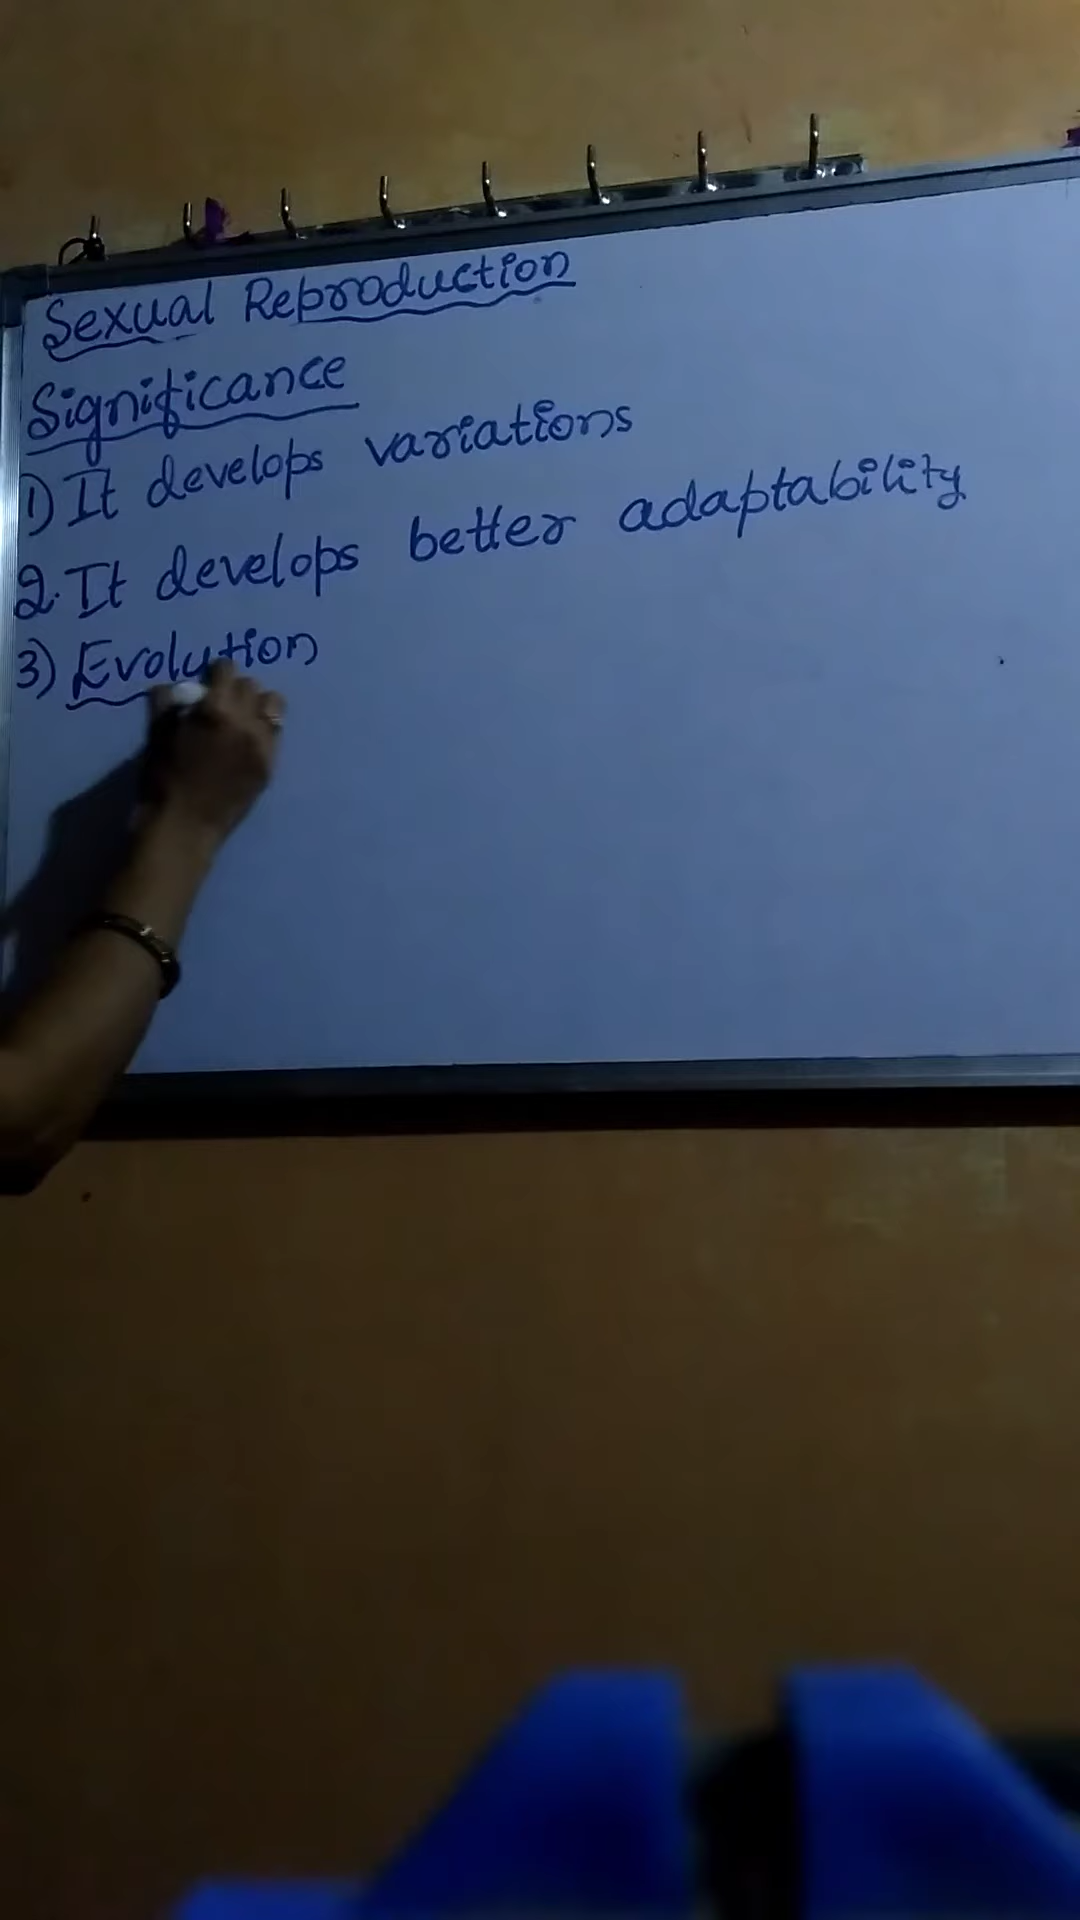 Sexual Reproduction
Significance
1) It develops variations
2. It develops better adaptability
3) Evolution